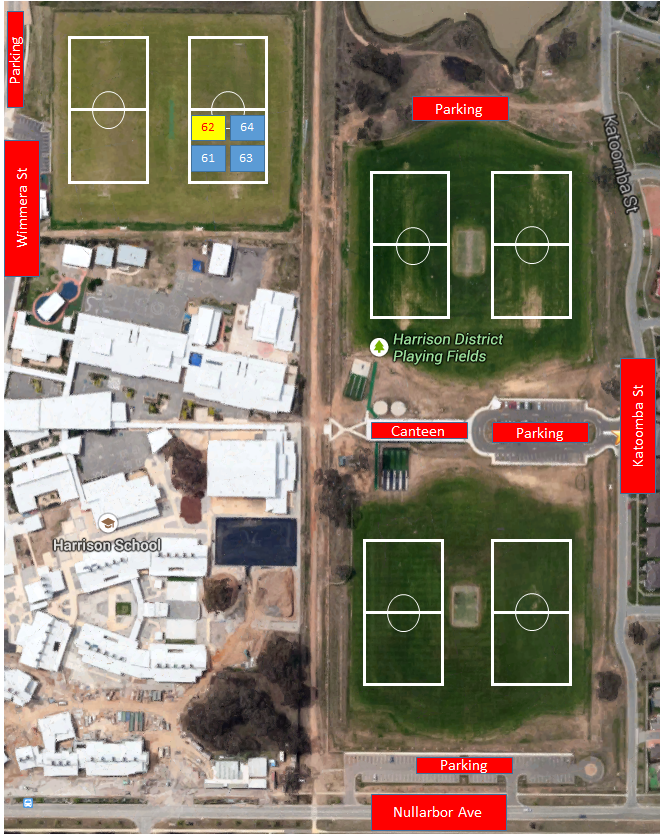 Parking
Wimmera St
62
64
61
63
Parking
Katoomba St
Harrison District
Playing Fields
Canteen
Parking
Katoomba St
Harrison School
Parking
Nullarbor Ave